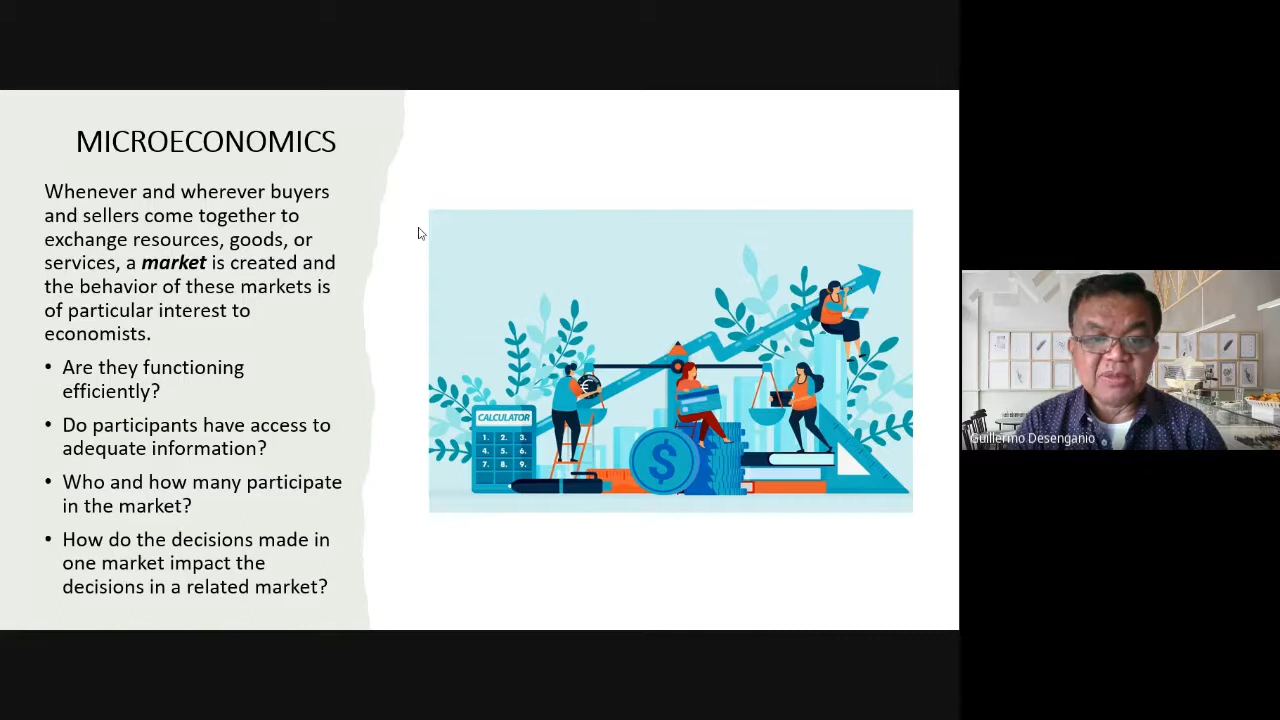 MICROECONOMICS
Whenever and wherever buyers
and sellers come together to
exchange resources, goods, or
services, a market is created and
the behavior of these markets is
of particular interest to
economists.
• Are they functioning
efficiently?
• Do participants have access to
adequate information?
• Who and how many participate
in the market?
• How do the decisions made in
one market impact the
decisions in a related market?
CALCULATOR
1. 2. 3.
4. 5. 6.
7. 8. 9.
€
$
Guillermo Desenganio